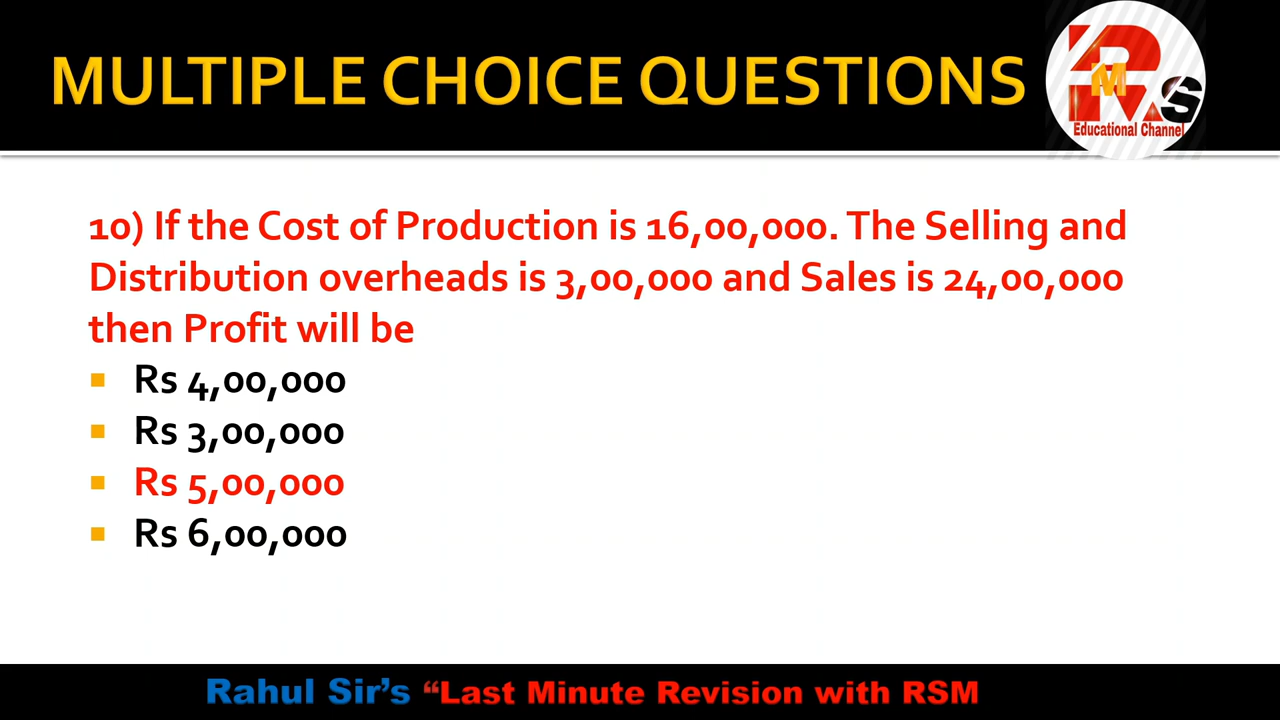 MULTIPLE CHOICE QUESTIONS
RMS
Educational Channel
10) If the Cost of Production is 16,00,000. The Selling and
Distribution overheads is 3,00,000 and Sales is 24,00,000
then Profit will be
Rs 4,00,000
Rs 3,00,000
Rs 5,00,000
Rs 6,00,000
Rahul Sir's “Last Minute Revision with RSM